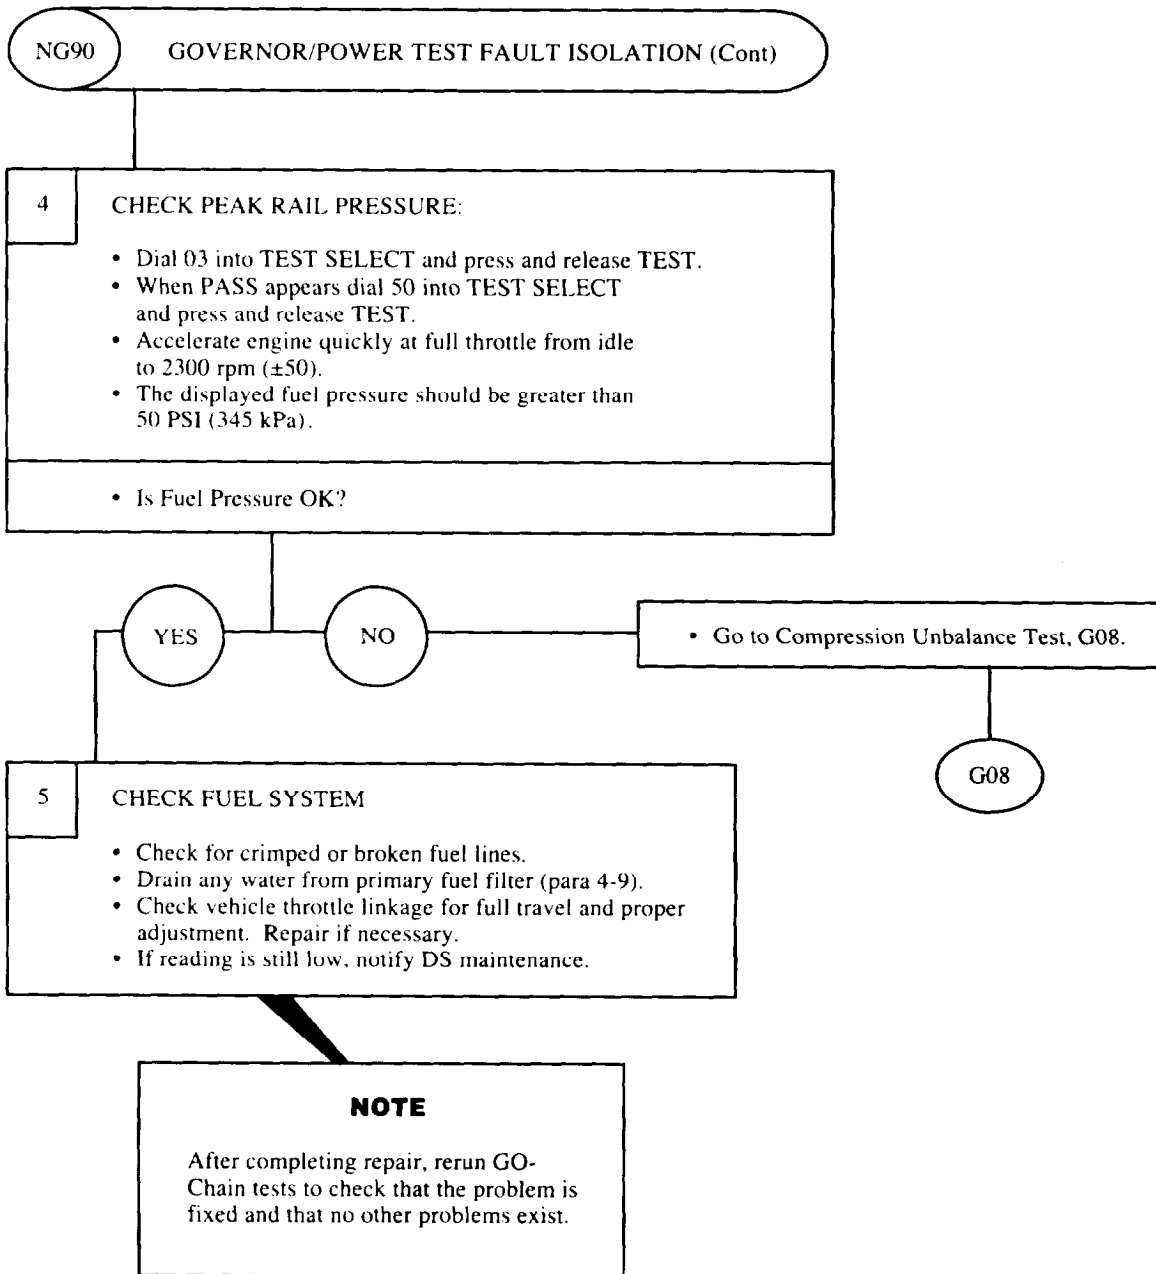 NG90
GOVERNOR/POWER TEST FAULT ISOLATION (Cont)
4
CHECK PEAK RAIL PRESSURE:
• Dial 03 into TEST SELECT and press and release TEST.
• When PASS appears dial 50 into TEST SELECT
and press and release TEST.
• Accelerate engine quickly at full throttle from idle
to 2300 rpm (±50).
• The displayed fuel pressure should be greater than
50 PSI (345 kPa).
• Is Fuel Pressure OK?
YES
NO
• Go to Compression Unbalance Test, G08.
G08
5
CHECK FUEL SYSTEM
• Check for crimped or broken fuel lines.
• Drain any water from primary fuel filter (para 4-9).
• Check vehicle throttle linkage for full travel and proper
adjustment. Repair if necessary.
• If reading is still low, notify DS maintenance.
NOTE
After completing repair, rerun GO-
Chain tests to check that the problem is
fixed and that no other problems exist.